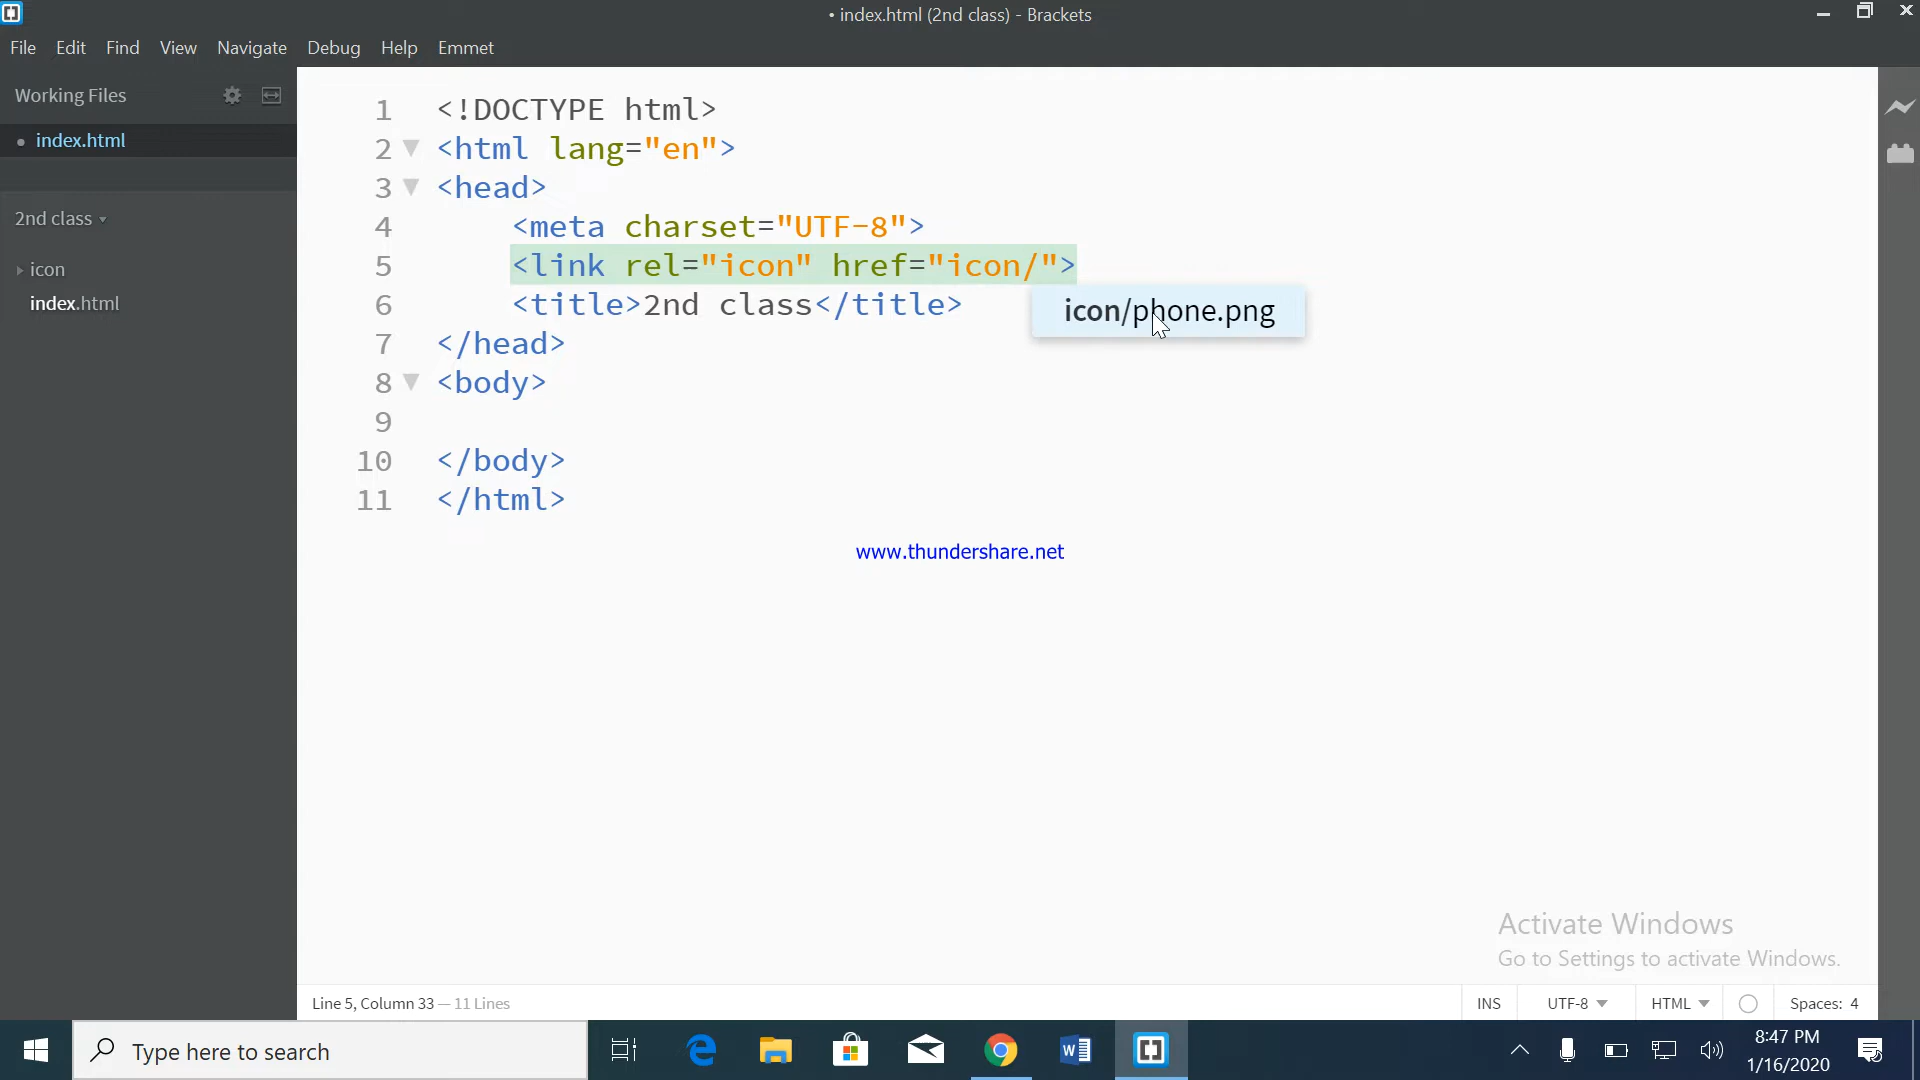 • index.html (2nd class) - Brackets
File Edit Find View Navigate Debug Help Emmet
Working Files
• index.html
2nd class
icon
index.html
1 <!DOCTYPE html>
2 <html lang="en">
3 <head>
4 <meta charset="UTF-8">
5 <link rel="icon" href="icon/">
6 <title>2nd class</title>
icon/phone.png
7 </head>
8 <body>
9
10 </body>
11 </html>
www.thundershare.net
Activate Windows
Go to Settings to activate Windows.
Line 5, Column 33 — 11 Lines
INS UTF-8 HTML Spaces: 4
Type here to search
8:47 PM
1/16/2020